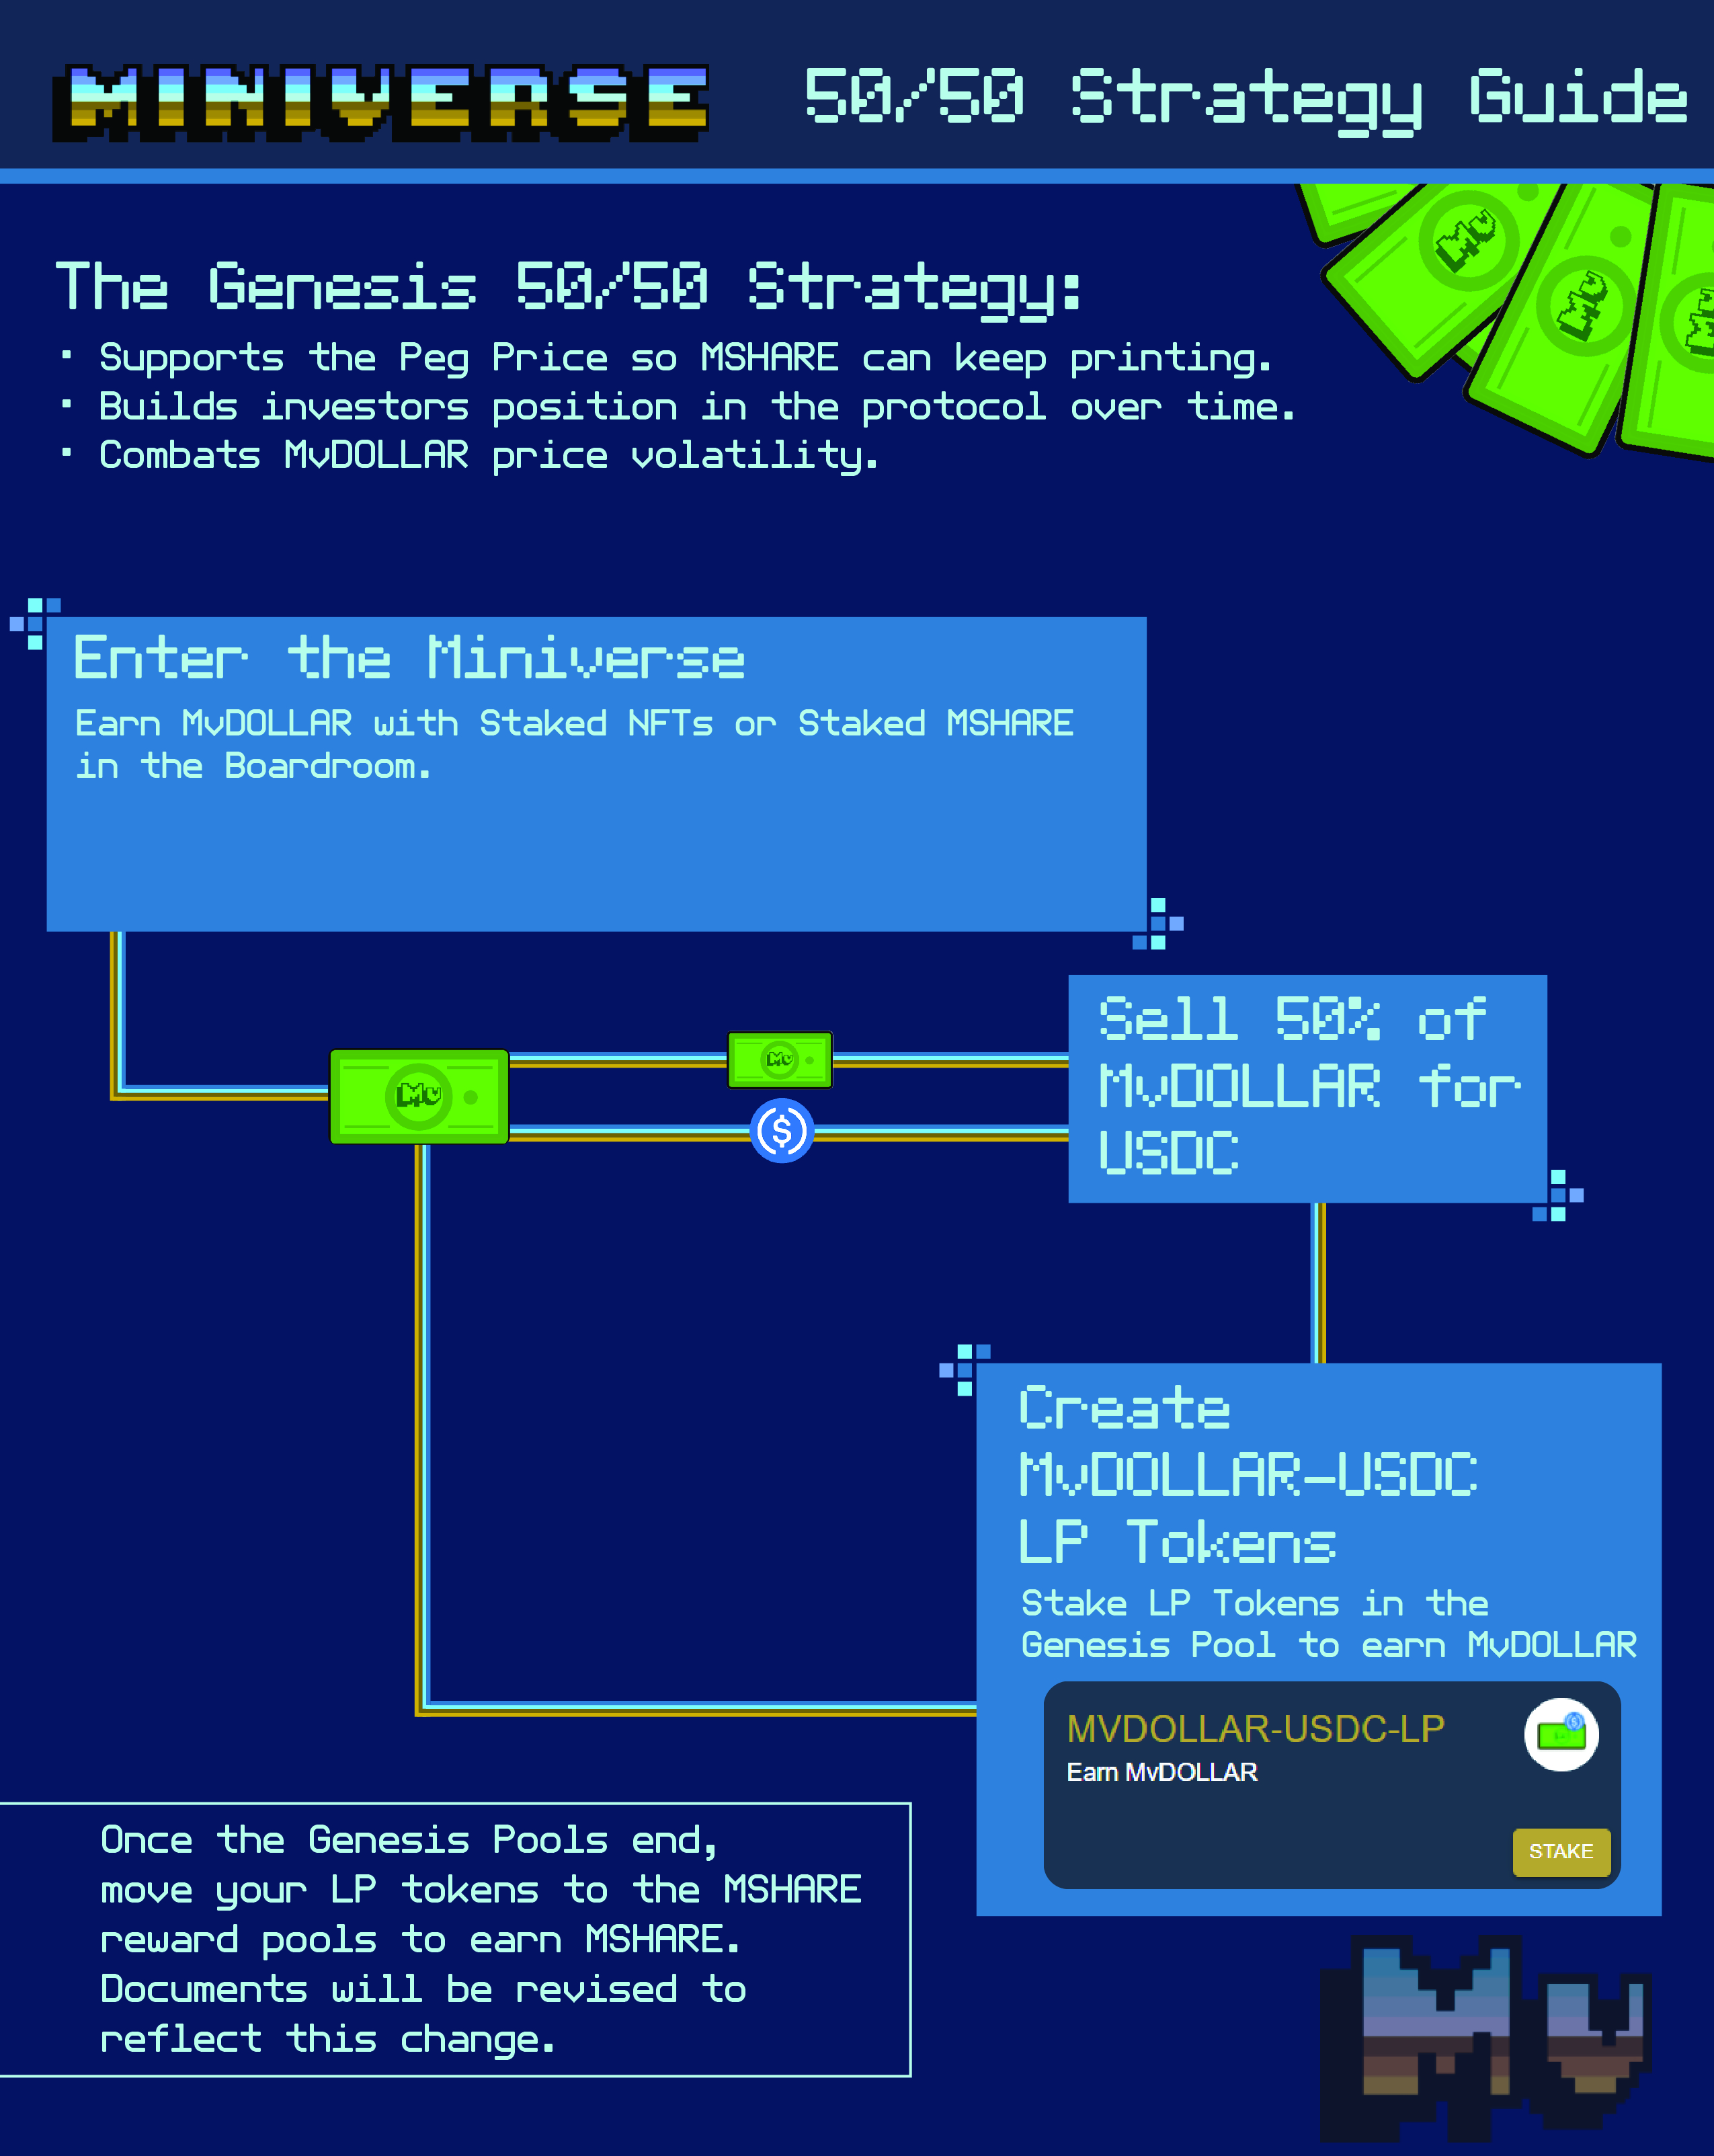 MINIVERSE
50/50 Strategy Guide
The Genesis 50/50 Strategy:
· Supports the Peg Price so MSHARE can keep printing.
· Builds investors position in the protocol over time.
· Combats MvDOLLAR price volatility.
Mv
Mv
Mv
Enter the Miniverse
Earn MvDOLLAR with Staked NFTs or Staked MSHARE
in the Boardroom.
Mv
Mv
$
Sell 50% of
MvDOLLAR for
USDC
Create
MvDOLLAR-USDC
LP Tokens
Stake LP Tokens in the
Genesis Pool to earn MvDOLLAR
MVDOLLAR-USDC-LP
Earn MvDOLLAR
STAKE
Once the Genesis Pools end,
move your LP tokens to the MSHARE
reward pools to earn MSHARE.
Documents will be revised to
reflect this change.
Mv